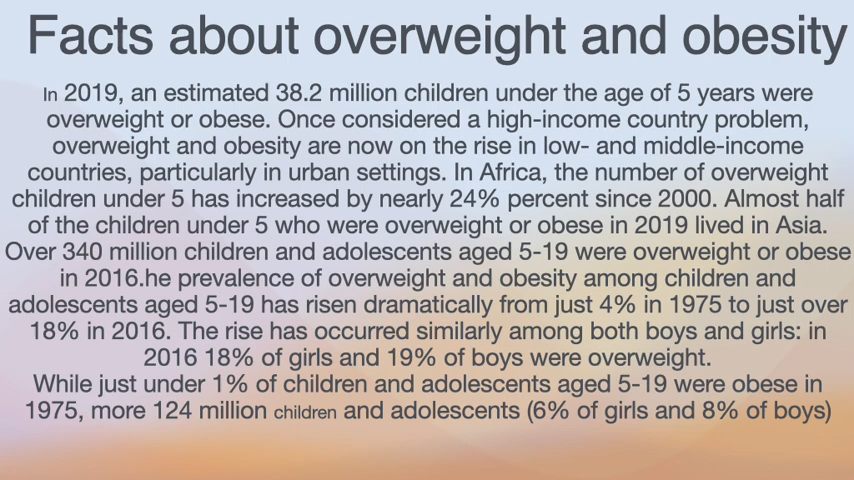 Facts about overweight and obesity
In 2019, an estimated 38.2 million children under the age of 5 years were
overweight or obese. Once considered a high-income country problem,
overweight and obesity are now on the rise in low- and middle-income
countries, particularly in urban settings. In Africa, the number of overweight
children under 5 has increased by nearly 24% percent since 2000. Almost half
of the children under 5 who were overweight or obese in 2019 lived in Asia.
Over 340 million children and adolescents aged 5-19 were overweight or obese
in 2016.he prevalence of overweight and obesity among children and
adolescents aged 5-19 has risen dramatically from just 4% in 1975 to just over
18% in 2016. The rise has occurred similarly among both boys and girls: in
2016 18% of girls and 19% of boys were overweight.
While just under 1% of children and adolescents aged 5-19 were obese in
1975, more 124 million children and adolescents (6% of girls and 8% of boys)